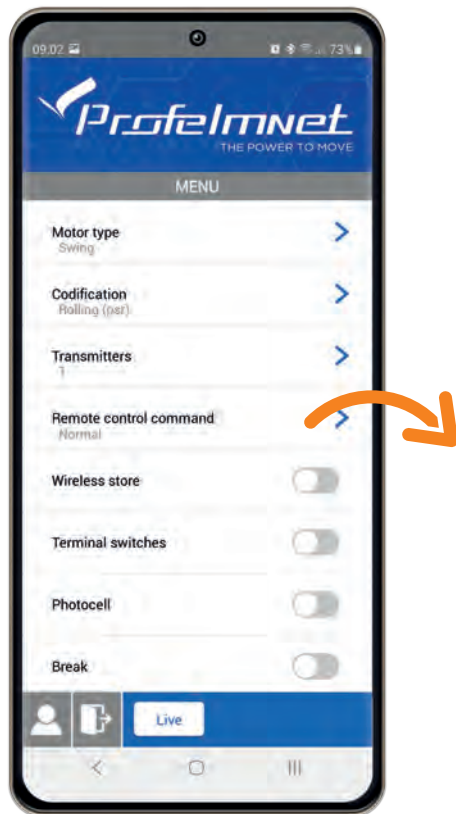 09:02
73%
Profelmnet
THE POWER TO MOVE
MENU
Motor type
Swing
Codification
Rolling (psr)
Transmitters
1
Remote control command
Normal
Wireless store
Terminal switches
Photocell
Break
Live